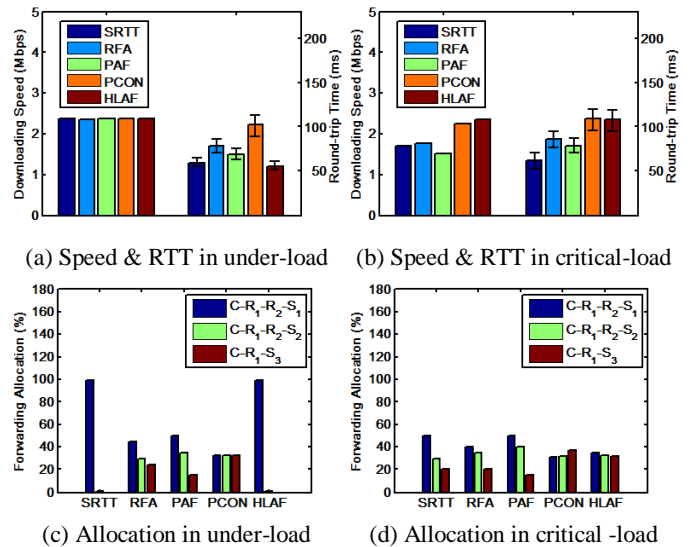 5
4
3
2
1
0
Downloading Speed (Mbps)
SRTT
RFA
PAF
PCON
HLAF
200
150
100
50
Round-trip Time (ms)
(a) Speed & RTT in under-load
5
4
3
2
1
0
Downloading Speed (Mbps)
SRTT
RFA
PAF
PCON
HLAF
200
150
100
50
Round-trip Time (ms)
(b) Speed & RTT in critical-load
180
160
140
120
100
80
60
40
20
0
Forwarding Allocation (%)
C-R₁-R₂-S₁
C-R₁-R₂-S₂
C-R₁-S₃
SRTT RFA PAF PCON HLAF
(c) Allocation in under-load
180
160
140
120
100
80
60
40
20
0
Forwarding Allocation (%)
C-R₁-R₂-S₁
C-R₁-R₂-S₂
C-R₁-S₃
SRTT RFA PAF PCON HLAF
(d) Allocation in critical -load